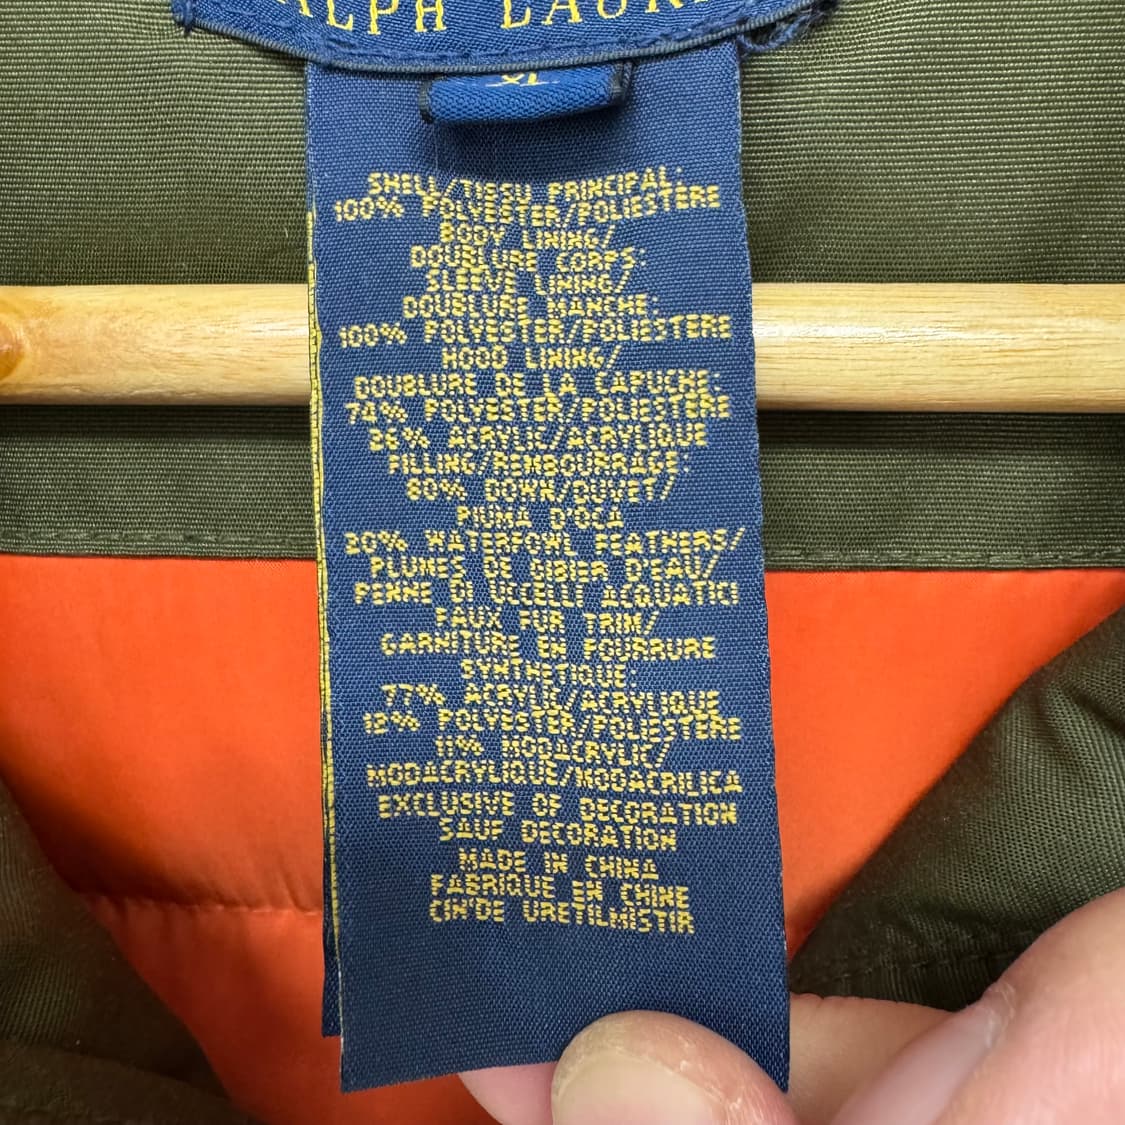 RALPH LAUREN
XL
SHELL/TISSU PRINCIPAL:
100% POLYESTER/POLIESTERE
BODY LINING/
DOUBLURE CORPS:
SLEEVE LINING/
DOUBLURE MANCHE:
100% POLYESTER/POLIESTERE
HOOD LINING/
DOUBLURE DE LA CAPUCHE:
74% POLYESTER/POLIESTERE
26% ACRYLIC/ACRYLIQUE
FILLING/REMBOURRAGE:
80% DOWN/DUVET/
PIUMA D'OCA
20% WATERFOWL FEATHERS/
PLUMES DE GIBIER D'EAU/
PENNE DI UCCELLI ACQUATICI
FAUX FUR TRIM/
GARNITURE EN FOURRURE
SYNTHETIQUE:
77% ACRYLIC/ACRYLIQUE
12% POLYESTER/POLIESTERE
11% MODACRYLIC/
MODACRYLIQUE/MODACRILICA
EXCLUSIVE OF DECORATION
SAUF DECORATION
MADE IN CHINA
FABRIQUE EN CHINE
CIN'DE URETILMISTIR